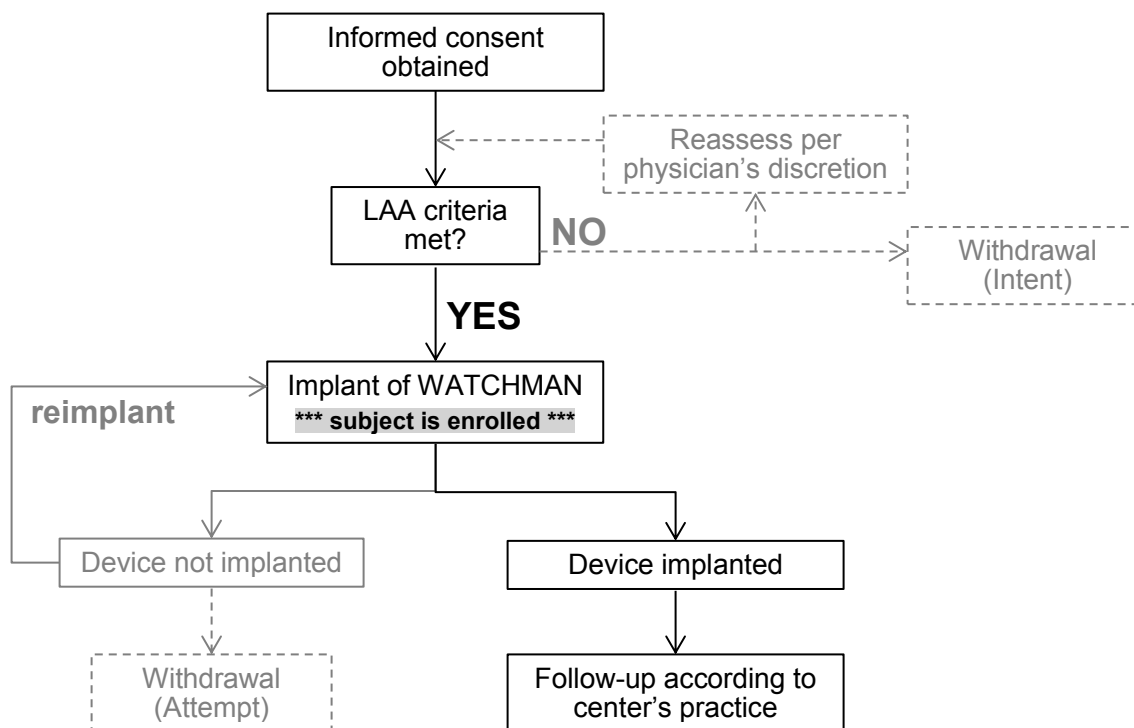 Informed consent
obtained
Reassess per
physician’s discretion
LAA criteria
met?
NO
Withdrawal
(Intent)
YES
Implant of WATCHMAN
*** subject is enrolled ***
reimplant
Device not implanted
Device implanted
Withdrawal
(Attempt)
Follow-up according to
center’s practice